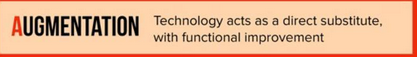 AUGMENTATION
Technology acts as a direct substitute,
with functional improvement